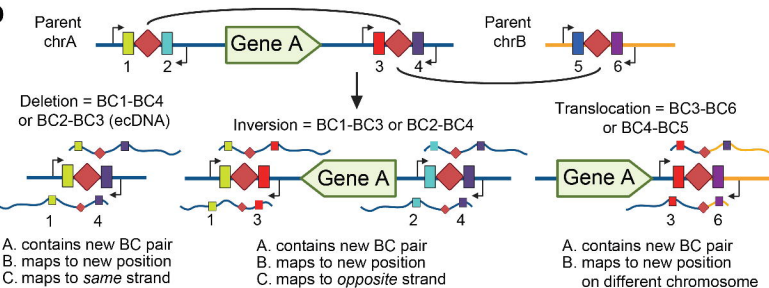 Parent
chrA
Gene A
1
2
3
4
Parent
chrB
5
6
Deletion = BC1-BC4
or BC2-BC3 (ecDNA)
1
4
A. contains new BC pair
B. maps to new position
C. maps to same strand
Inversion = BC1-BC3 or BC2-BC4
Gene A
1
3
2
4
A. contains new BC pair
B. maps to new position
C. maps to opposite strand
Translocation = BC3-BC6
or BC4-BC5
Gene A
3
6
A. contains new BC pair
B. maps to new position
on different chromosome